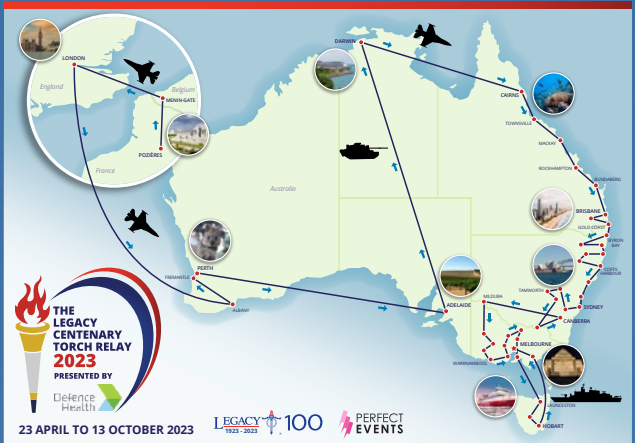 LONDON
England
Belgium
MENIN-GATE
POZIÈRES
France
DARWIN
CAIRNS
TOWNSVILLE
MACKAY
ROCKHAMPTON
BUNDABERG
BRISBANE
GOLD COAST
BYRON
BAY
COFFS
HARBOUR
Australia
PERTH
FREMANTLE
ALBANY
ADELAIDE
MILDURA
TAMWORTH
SYDNEY
CANBERRA
MELBOURNE
WARRNAMBOOL
LAUNCESTON
HOBART
THE
LEGACY
CENTENARY
TORCH RELAY
2023
PRESENTED BY
Defence
Health
23 APRIL TO 13 OCTOBER 2023
LEGACY
1923 - 2023
100
PERFECT
EVENTS